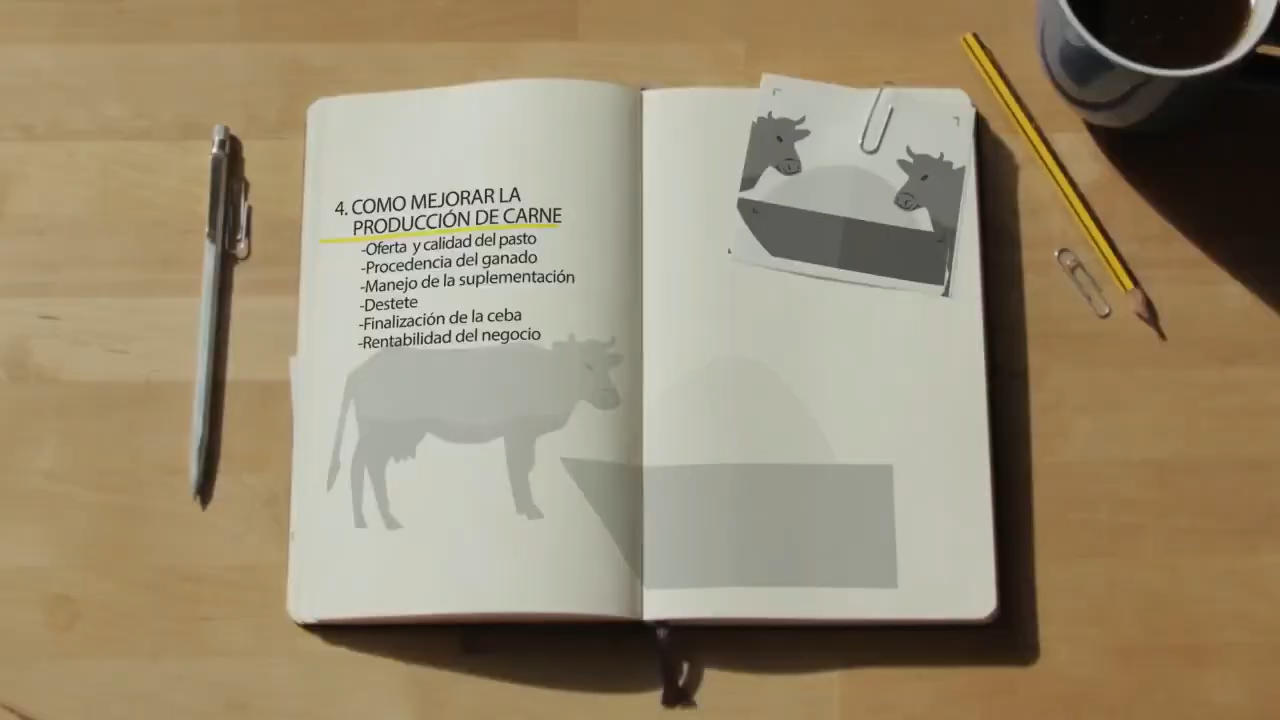 4. COMO MEJORAR LA
PRODUCCIÓN DE CARNE
-Oferta y calidad del pasto
-Procedencia del ganado
-Manejo de la suplementación
-Destete
-Finalización de la ceba
-Rentabilidad del negocio